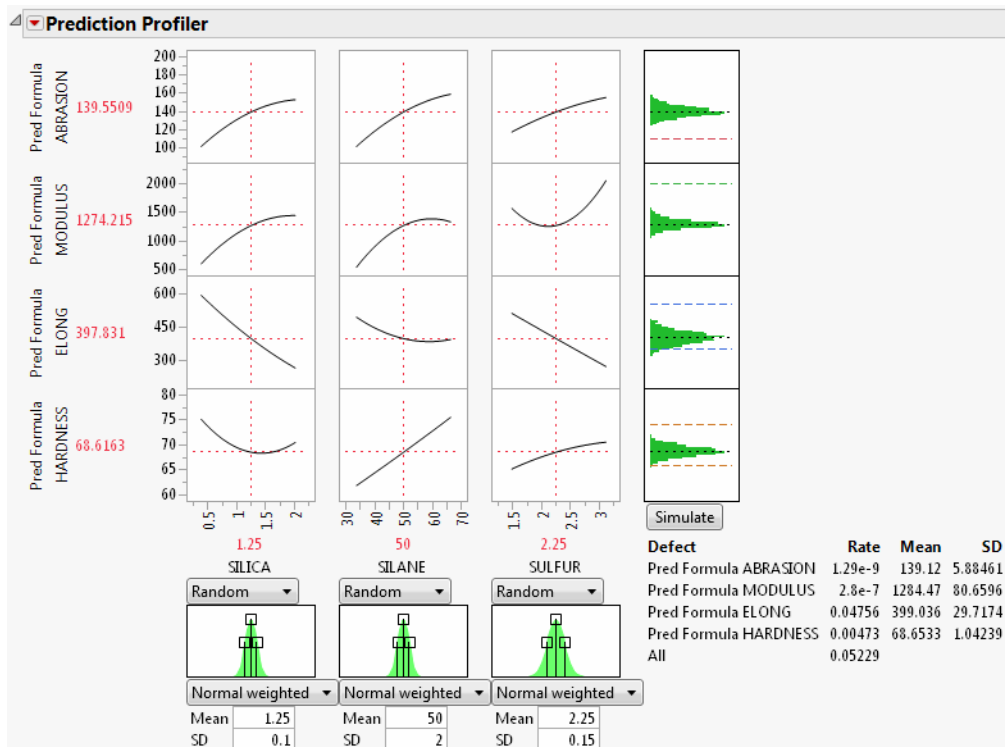 Prediction Profiler
Pred Formula
ABRASION
139.5509
200
180
160
140
120
100
Pred Formula
MODULUS
1274.215
2000
1500
1000
500
Pred Formula
ELONG
397.831
600
450
300
Pred Formula
HARDNESS
68.6163
80
75
70
65
60
0.5
1
1.5
2
30
40
50
60
70
1.5
2
2.5
3
1.25 50 2.25
SILICA SILANE SULFUR
Random Random Random
Simulate
Defect Rate Mean SD
Pred Formula ABRASION 1.29e-9 139.12 5.88461
Pred Formula MODULUS 2.8e-7 1284.47 80.6596
Pred Formula ELONG 0.04756 399.036 29.7174
Pred Formula HARDNESS 0.00473 68.6533 1.04239
All 0.05229
Normal weighted Normal weighted Normal weighted
Mean 1.25 Mean 50 Mean 2.25
SD 0.1 SD 2 SD 0.15